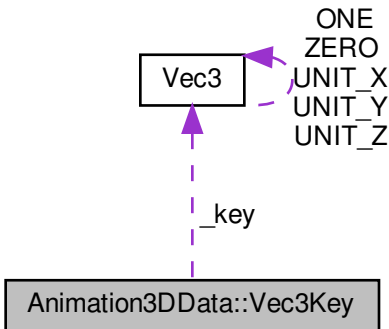 ONE
ZERO
Vec3
UNIT_X
UNIT_Y
UNIT_Z
_key
Animation3DData::Vec3Key